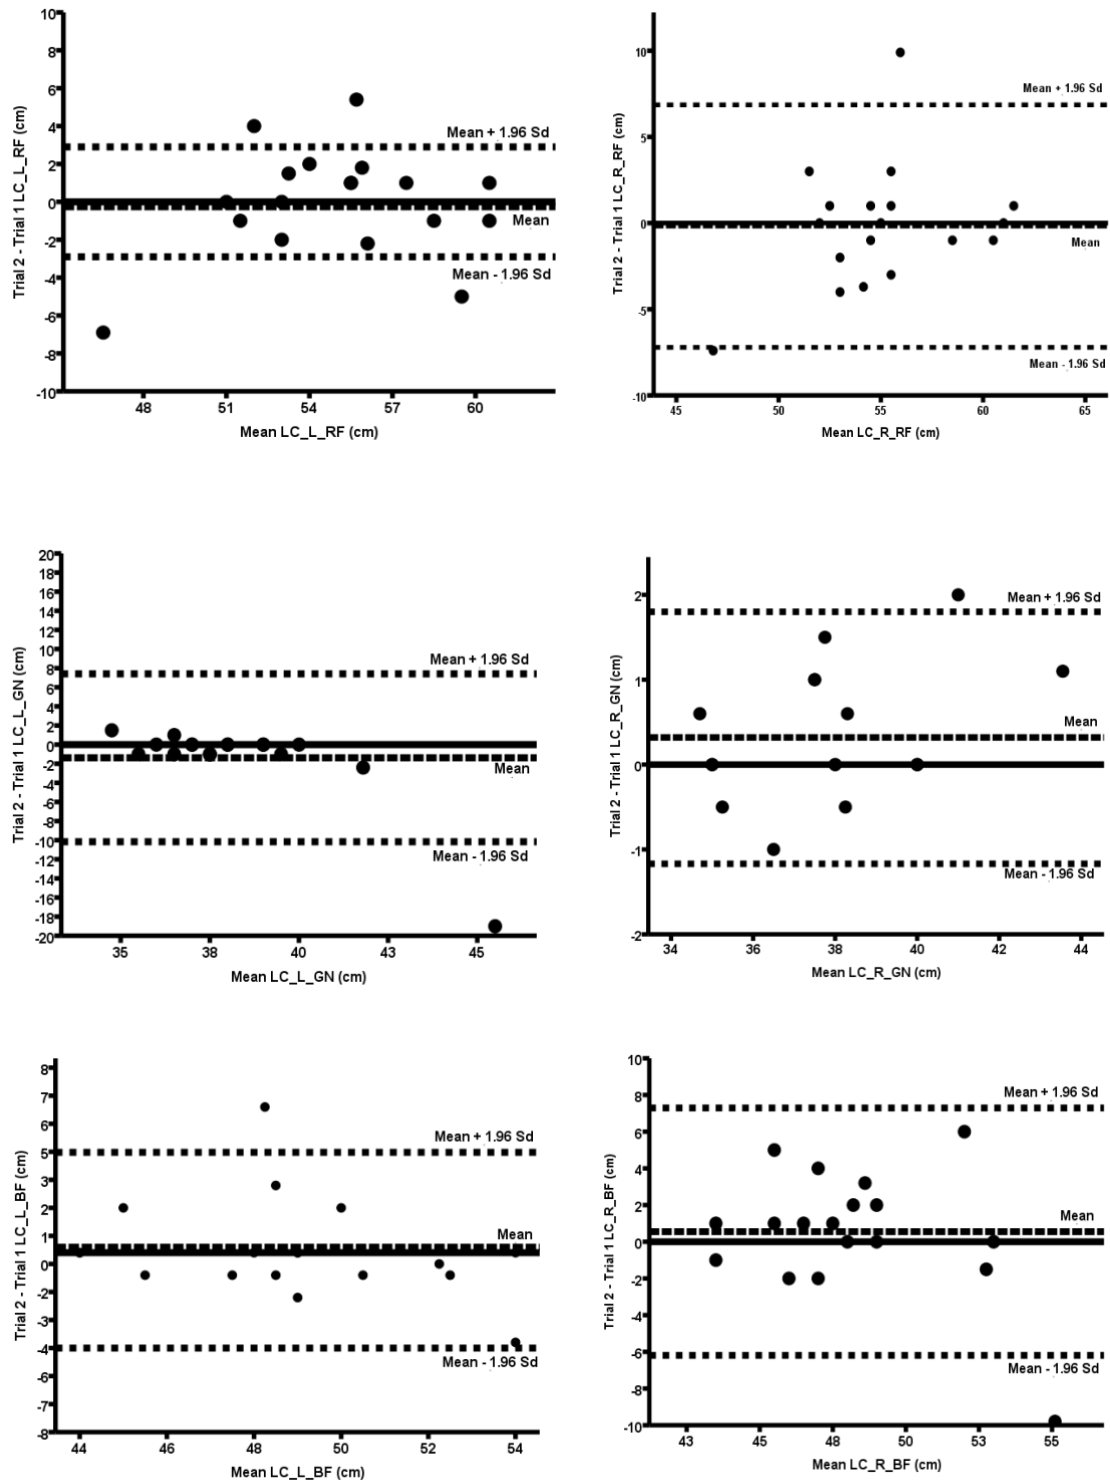 10
8
6
4
2
0
-2
-4
-6
-8
-10
Trial 2 - Trial 1 LC_L_RF (cm)
Mean + 1.96 Sd
Mean
Mean - 1.96 Sd
48 51 54 57 60
Mean LC_L_RF (cm)
10
5
0
-5
-10
Trial 2 - Trial 1 LC_R_RF (cm)
Mean + 1.96 Sd
Mean
Mean - 1.96 Sd
45 50 55 60 65
Mean LC_R_RF (cm)
20
18
16
14
12
10
8
6
4
2
0
-2
-4
-6
-8
-10
-12
-14
-16
-18
-20
Trial 2 - Trial 1 LC_L_GN (cm)
Mean + 1.96 Sd
Mean
Mean - 1.96 Sd
35 38 40 43 45
Mean LC_L_GN (cm)
2
1
0
-1
-2
Trial 2 - Trial 1 LC_R_GN (cm)
Mean + 1.96 Sd
Mean
Mean - 1.96 Sd
34 36 38 40 42 44
Mean LC_R_GN (cm)
8
7
6
5
3
2
1
0
-2
-3
-4
-5
-7
-8
Trial 2 - Trial 1 LC_L_BF (cm)
Mean + 1.96 Sd
Mean
Mean - 1.96 Sd
44 46 48 50 52 54
Mean LC_L_BF (cm)
10
8
6
4
2
0
-2
-4
-6
-8
-10
Trial 2 - Trial 1 LC_R_BF (cm)
Mean + 1.96 Sd
Mean
Mean - 1.96 Sd
43 45 48 50 53 55
Mean LC_R_BF (cm)